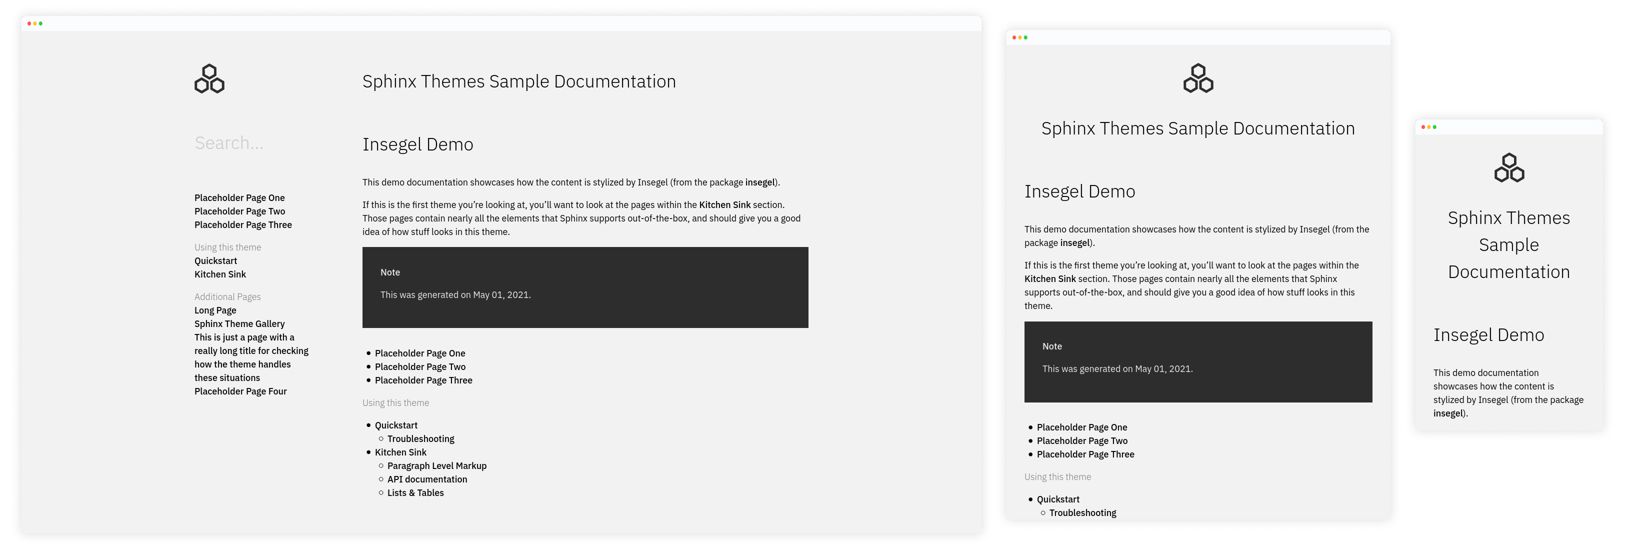 Sphinx Themes Sample Documentation
Search...
Placeholder Page One
Placeholder Page Two
Placeholder Page Three
Using this theme
Quickstart
Kitchen Sink
Additional Pages
Long Page
Sphinx Theme Gallery
This is just a page with a
really long title for checking
how the theme handles
these situations
Placeholder Page Four
Insegel Demo
This demo documentation showcases how the content is stylized by Insegel (from the package insegel).
If this is the first theme you’re looking at, you’ll want to look at the pages within the Kitchen Sink section.
Those pages contain nearly all the elements that Sphinx supports out-of-the-box, and should give you a good
idea of how stuff looks in this theme.
Note
This was generated on May 01, 2021.
Placeholder Page One
Placeholder Page Two
Placeholder Page Three
Using this theme
Quickstart
Troubleshooting
Kitchen Sink
Paragraph Level Markup
API documentation
Lists & Tables
Sphinx Themes Sample Documentation
Insegel Demo
This demo documentation showcases how the content is stylized by Insegel (from the
package insegel).
If this is the first theme you’re looking at, you’ll want to look at the pages within the
Kitchen Sink section. Those pages contain nearly all the elements that Sphinx
supports out-of-the-box, and should give you a good idea of how stuff looks in this
theme.
Note
This was generated on May 01, 2021.
Placeholder Page One
Placeholder Page Two
Placeholder Page Three
Using this theme
Quickstart
Troubleshooting
Sphinx Themes
Sample
Documentation
Insegel Demo
This demo documentation
showcases how the content is
stylized by Insegel (from the package
insegel).